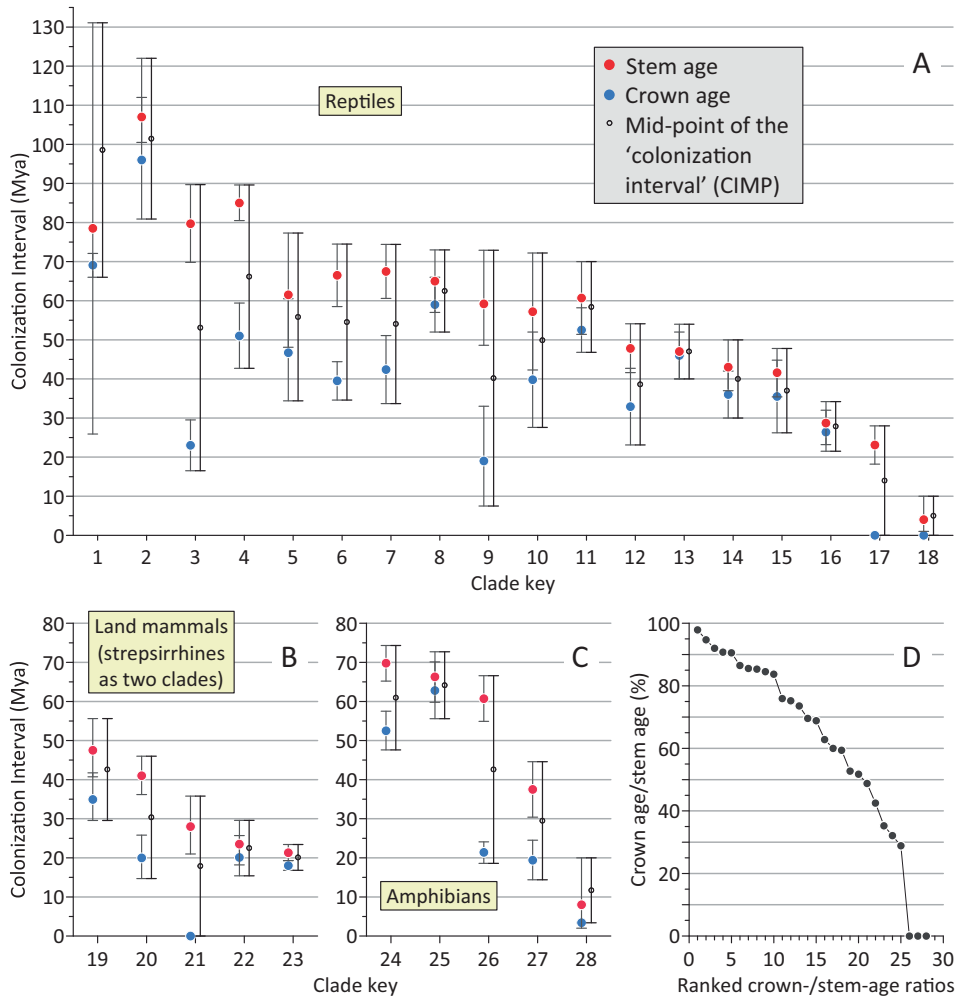 130
120
110
100
90
80
70
60
50
40
30
20
10
0
Colonization Interval (Mya)
A
Reptiles
Stem age
Crown age
Mid-point of the
‘colonization
interval’ (CIMP)
1 2 3 4 5 6 7 8 9 10 11 12 13 14 15 16 17 18
Clade key
80
70
60
50
40
30
20
10
0
Colonization Interval (Mya)
Land mammals
(strepsirrhines
as two clades)
B
19 20 21 22 23
80
70
60
50
40
30
20
10
0
C
Amphibians
24 25 26 27 28
Clade key
100
80
60
40
20
0
Crown age/stem age (%)
D
0 5 10 15 20 25 30
Ranked crown-/stem-age ratios